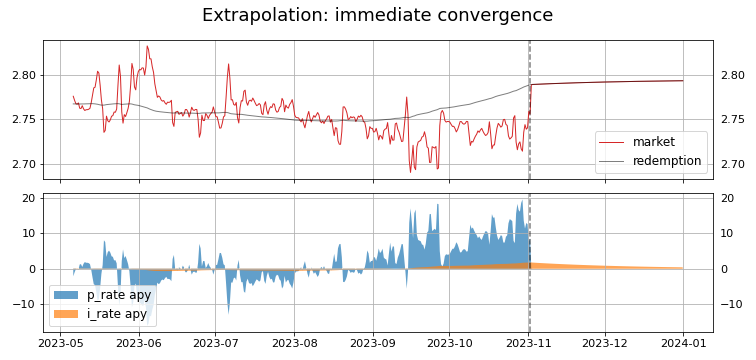 Extrapolation: immediate convergence
2.80 2.80
2.75 2.75
2.70 2.70
market
redemption
20 20
10 10
0 0
−10 −10
p_rate apy
i_rate apy
2023-05 2023-06 2023-07 2023-08 2023-09 2023-10 2023-11 2023-12 2024-01